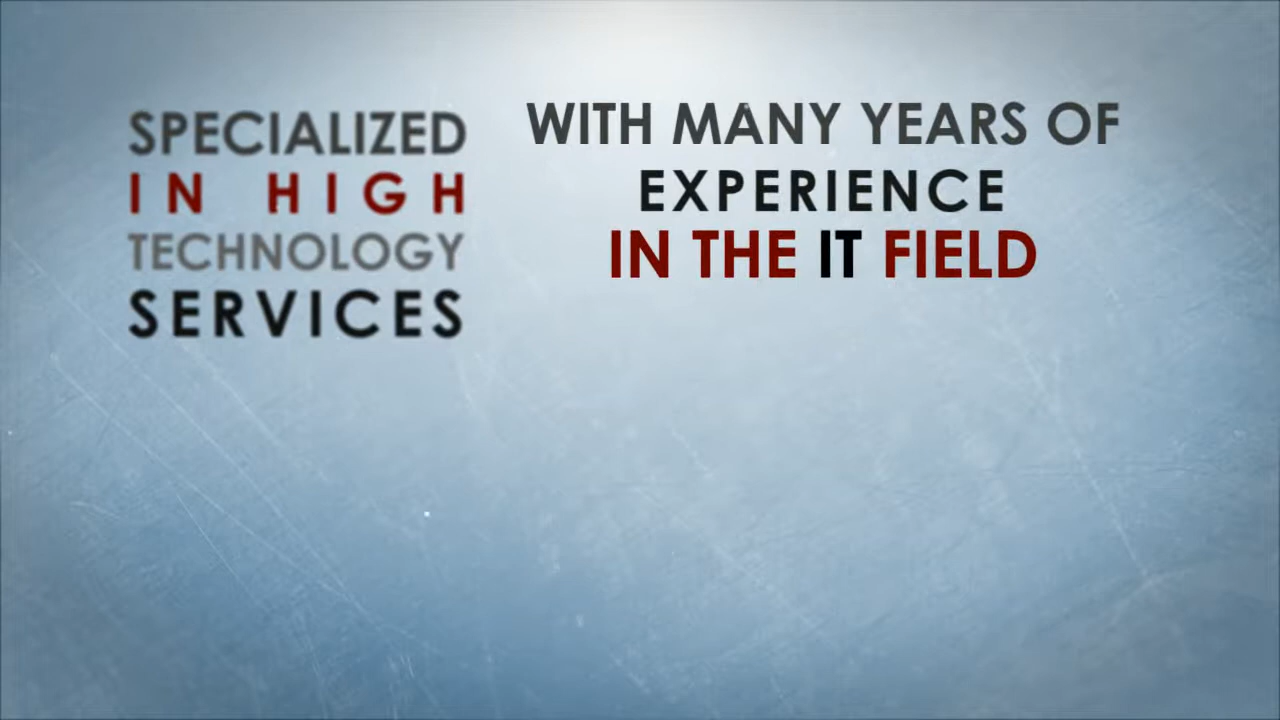 SPECIALIZED
IN HIGH
TECHNOLOGY
SERVICES
WITH MANY YEARS OF
EXPERIENCE
IN THE IT FIELD